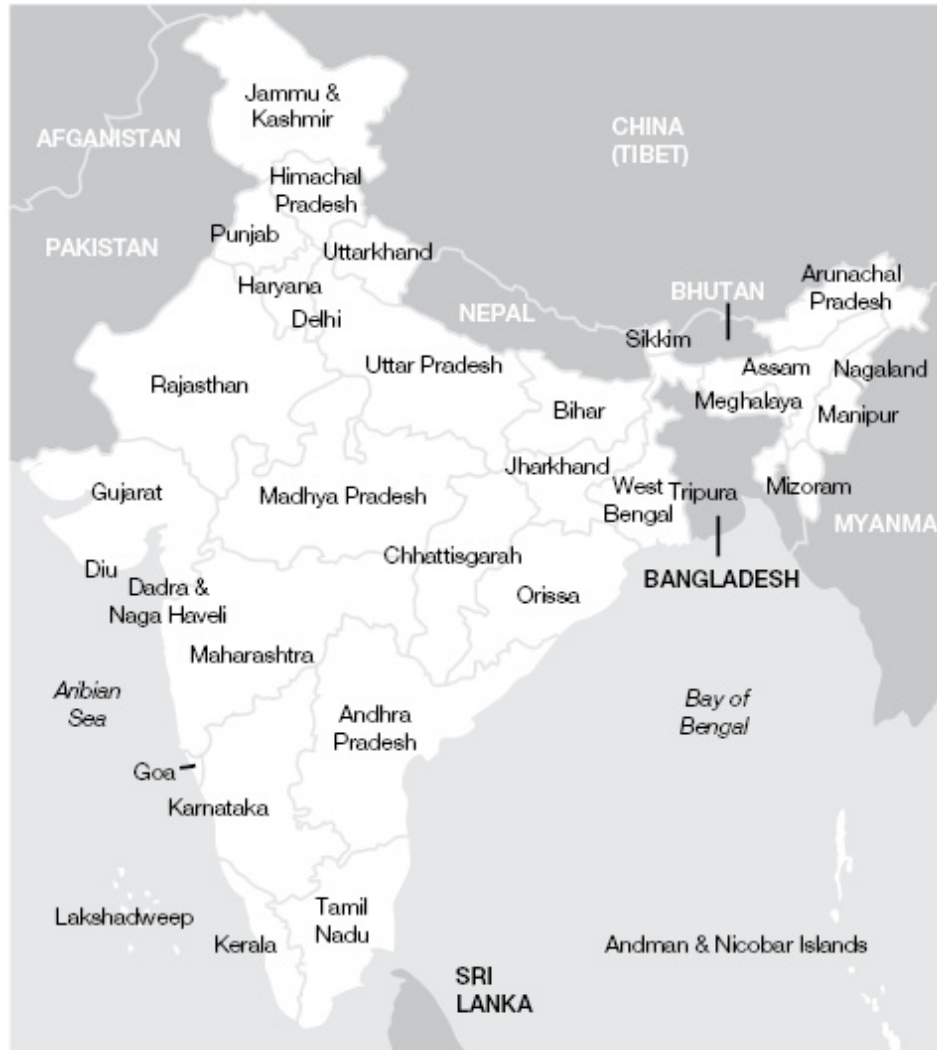 Jammu &
Kashmir
AFGANISTAN
CHINA
(TIBET)
Himachal
Pradesh
PAKISTAN
Punjab
Uttarkhand
Haryana
Delhi
NEPAL
BHUTAN
Arunachal
Pradesh
Sikkim
Rajasthan
Uttar Pradesh
Assam
Nagaland
Bihar
Meghalaya
Manipur
Gujarat
Madhya Pradesh
Jharkhand
West
Bengal
Tripura
Mizoram
MYANMA
Chhattisgarah
Diu
Dadra &
Naga Haveli
Orissa
BANGLADESH
Maharashtra
Aribian
Sea
Andhra
Pradesh
Bay of
Bengal
Goa
Karnataka
Lakshadweep
Kerala
Tamil
Nadu
Andman & Nicobar Islands
SRI
LANKA